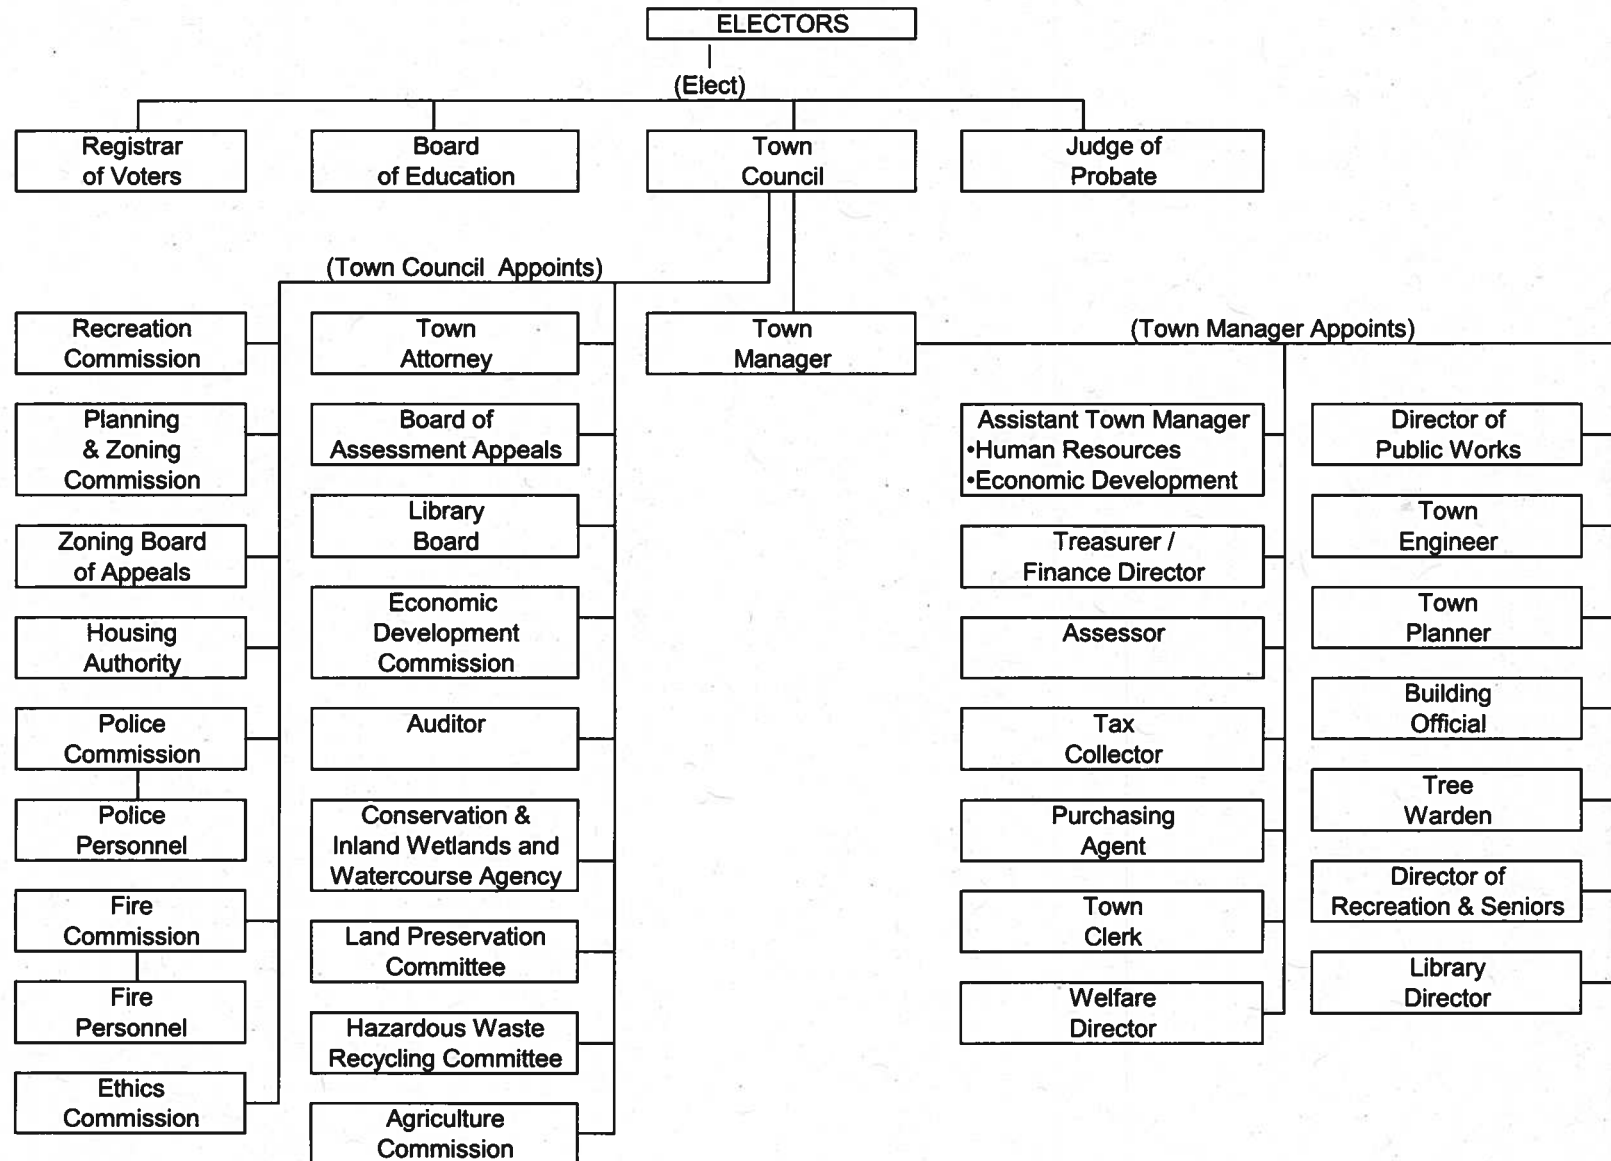 ELECTORS
(Elect)
Registrar
of Voters
Board
of Education
Town
Council
Judge of
Probate
(Town Council Appoints)
Recreation
Commission
Planning
& Zoning
Commission
Zoning Board
of Appeals
Housing
Authority
Police
Commission
Police
Personnel
Fire
Commission
Fire
Personnel
Ethics
Commission
Town
Attorney
Board of
Assessment Appeals
Library
Board
Economic
Development
Commission
Auditor
Conservation &
Inland Wetlands and
Watercourse Agency
Land Preservation
Committee
Hazardous Waste
Recycling Committee
Agriculture
Commission
Town
Manager
(Town Manager Appoints)
Assistant Town Manager
•Human Resources
•Economic Development
Treasurer /
Finance Director
Assessor
Tax
Collector
Purchasing
Agent
Town
Clerk
Welfare
Director
Director of
Public Works
Town
Engineer
Town
Planner
Building
Official
Tree
Warden
Director of
Recreation & Seniors
Library
Director